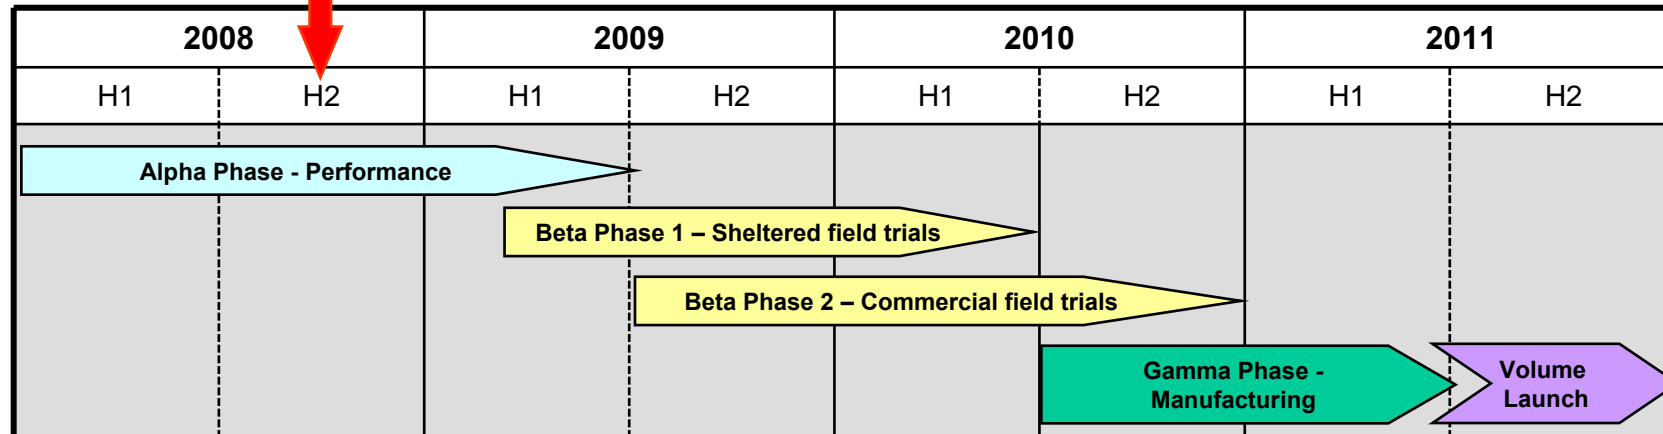 2008 2009 2010 2011
H1 H2 H1 H2 H1 H2 H1 H2
Alpha Phase - Performance
Beta Phase 1 – Sheltered field trials
Beta Phase 2 – Commercial field trials
Gamma Phase -
Manufacturing
Volume
Launch